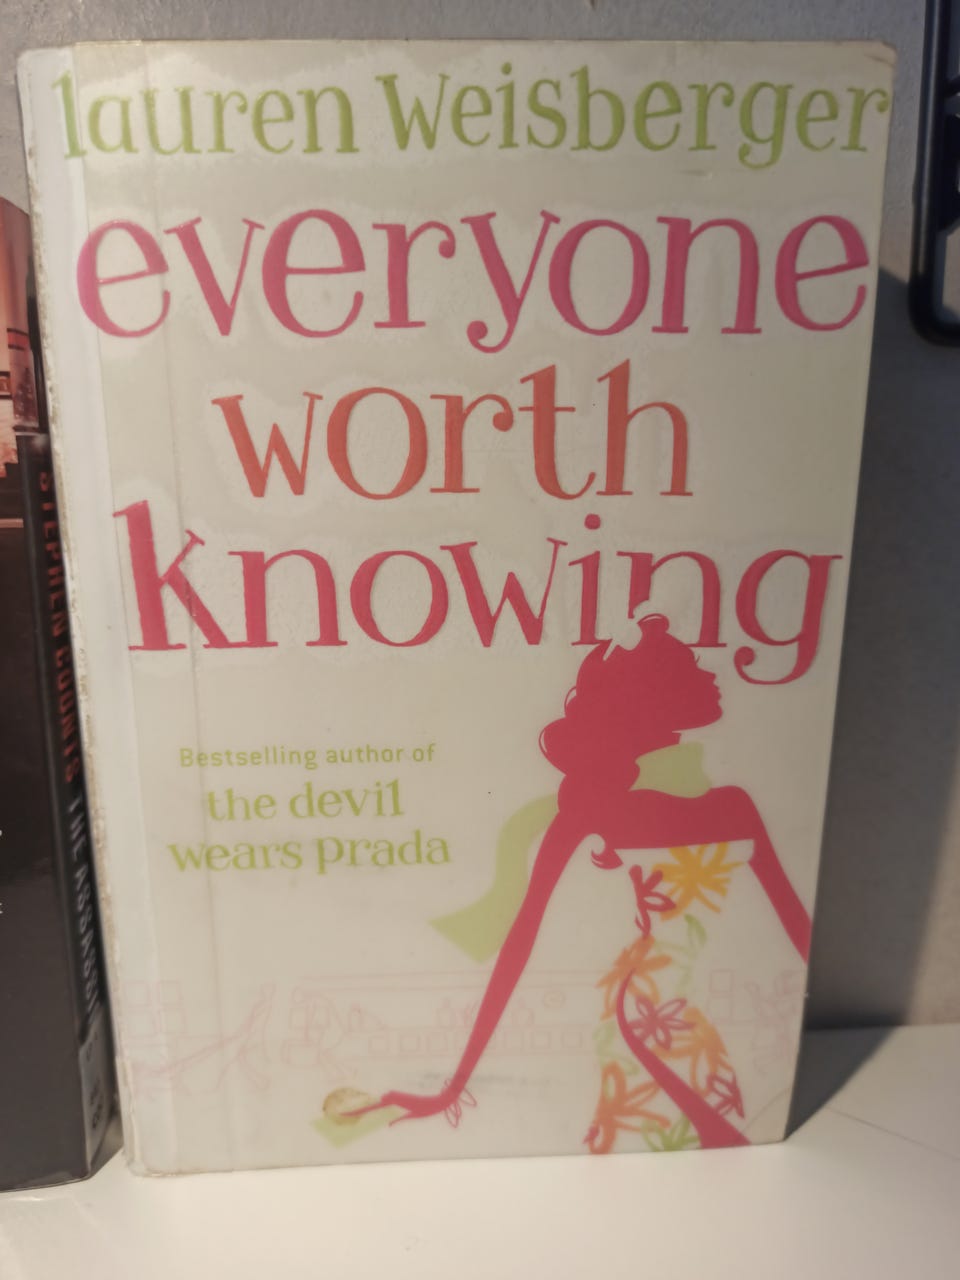 lauren weisberger
everyone
worth
knowing
Bestselling author of
the devil
wears prada
STEPHEN COONTS THE ASSASSIN